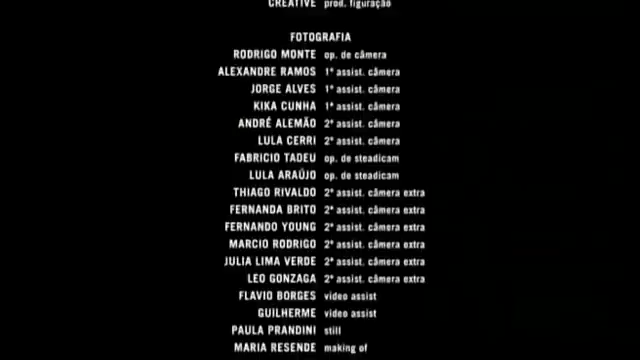 CREATIVE prod. figuração
FOTOGRAFIA
RODRIGO MONTE op. de câmera
ALEXANDRE RAMOS 1º assist. câmera
JORGE ALVES 1º assist. câmera
KIKA CUNHA 1º assist. câmera
ANDRÉ ALEMÃO 2º assist. câmera
LULA CERRI 2º assist. câmera
FABRICIO TADEU op. de steadicam
LULA ARAÚJO op. de steadicam
THIAGO RIVALDO 2º assist. câmera extra
FERNANDA BRITO 2º assist. câmera extra
FERNANDO YOUNG 2º assist. câmera extra
MARCIO RODRIGO 2º assist. câmera extra
JULIA LIMA VERDE 2º assist. câmera extra
LEO GONZAGA 2º assist. câmera extra
FLAVIO BORGES video assist
GUILHERME video assist
PAULA PRANDINI still
MARIA RESENDE making of